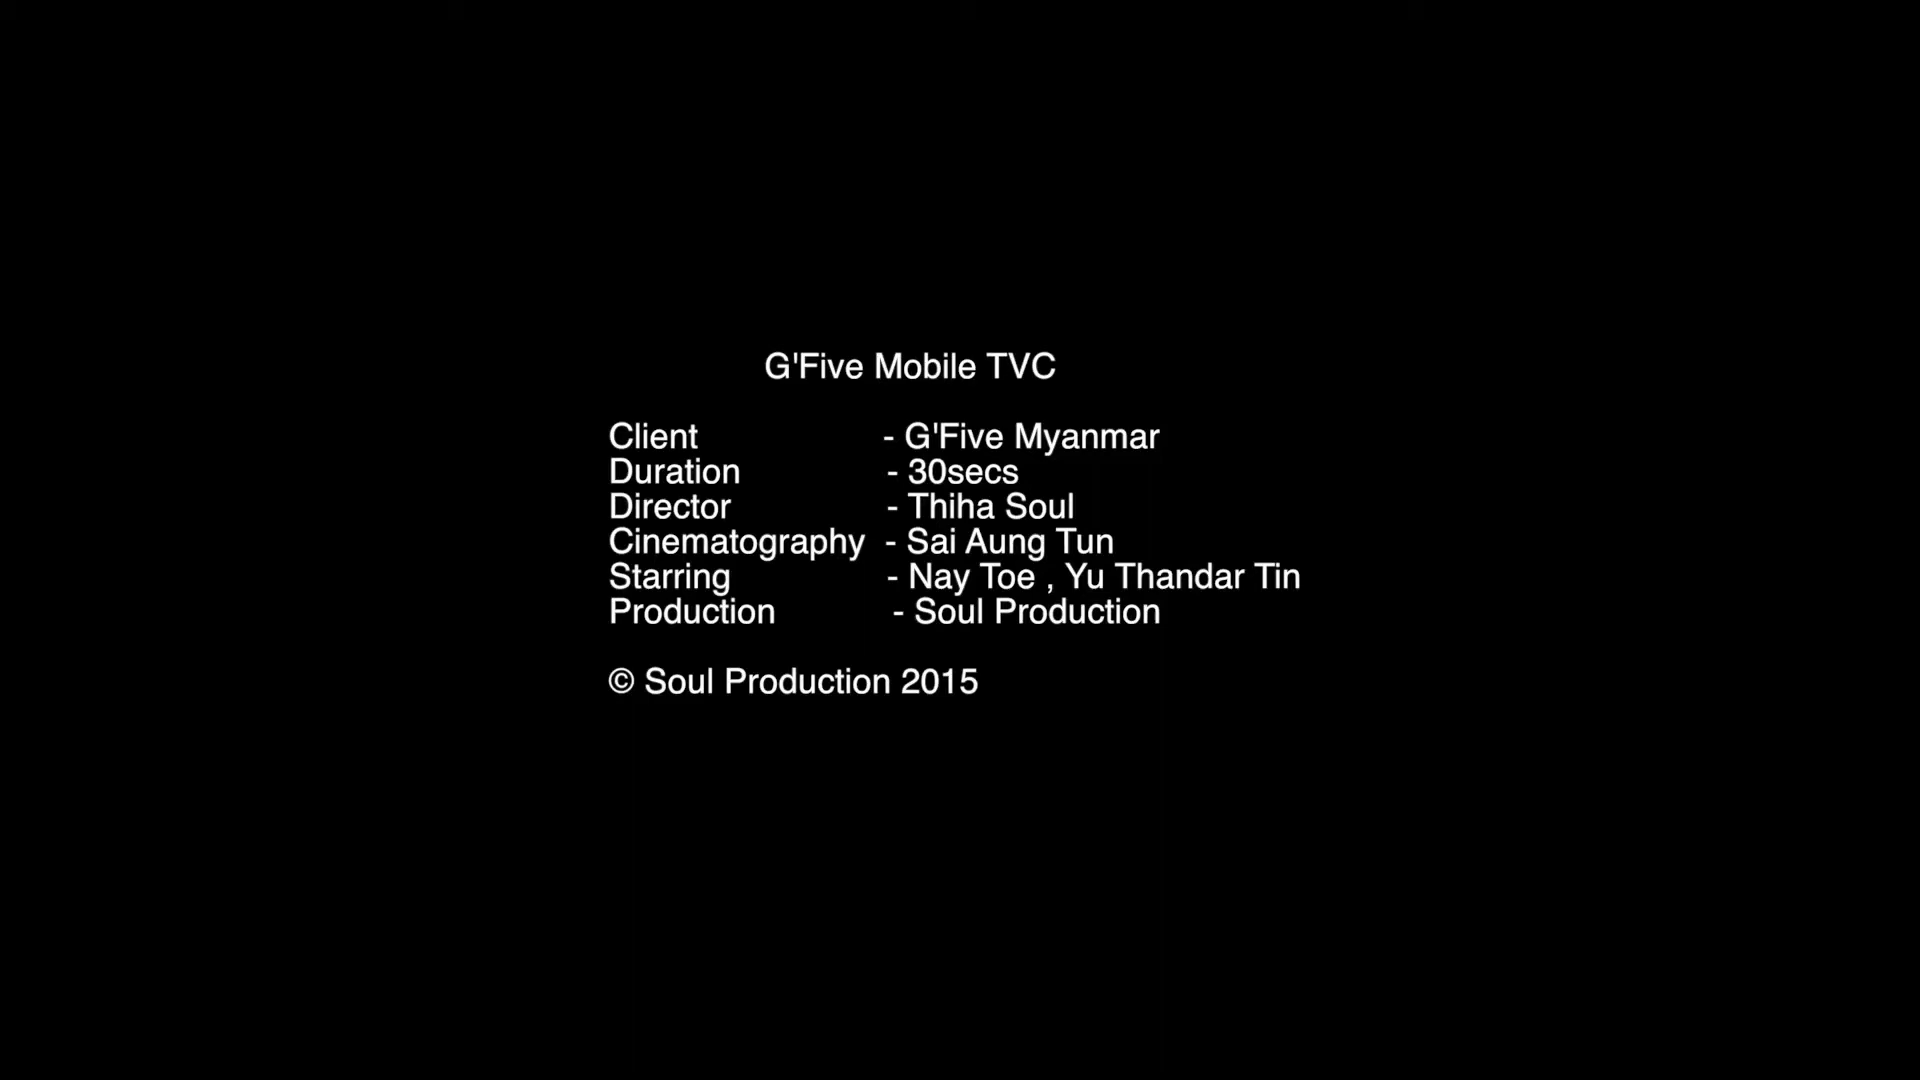 G'Five Mobile TVC
Client - G'Five Myanmar
Duration - 30secs
Director - Thiha Soul
Cinematography - Sai Aung Tun
Starring - Nay Toe , Yu Thandar Tin
Production - Soul Production
© Soul Production 2015